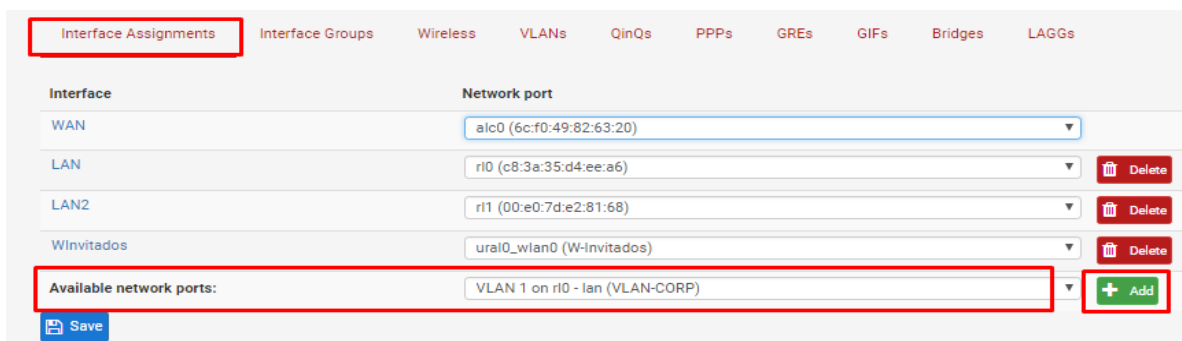 Interface Assignments Interface Groups Wireless VLANs QinQs PPPs GREs GIFs Bridges LAGGs
Interface Network port
WAN alc0 (6c:f0:49:82:63:20)
LAN rl0 (c8:3a:35:d4:ee:a6) Delete
LAN2 rl1 (00:e0:7d:e2:81:68) Delete
WInvitados ural0_wlan0 (W-Invitados) Delete
Available network ports: VLAN 1 on rl0 - lan (VLAN-CORP) Add
Save